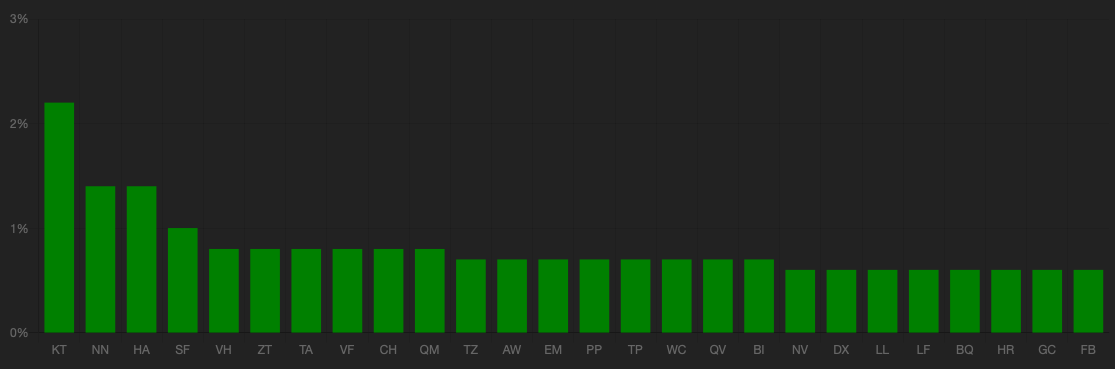 3%
2%
1%
0%
KT NN HA SF VH ZT TA VF CH QM TZ AW EM PP TP WC QV BI NV DX LL LF BQ HR GC FB